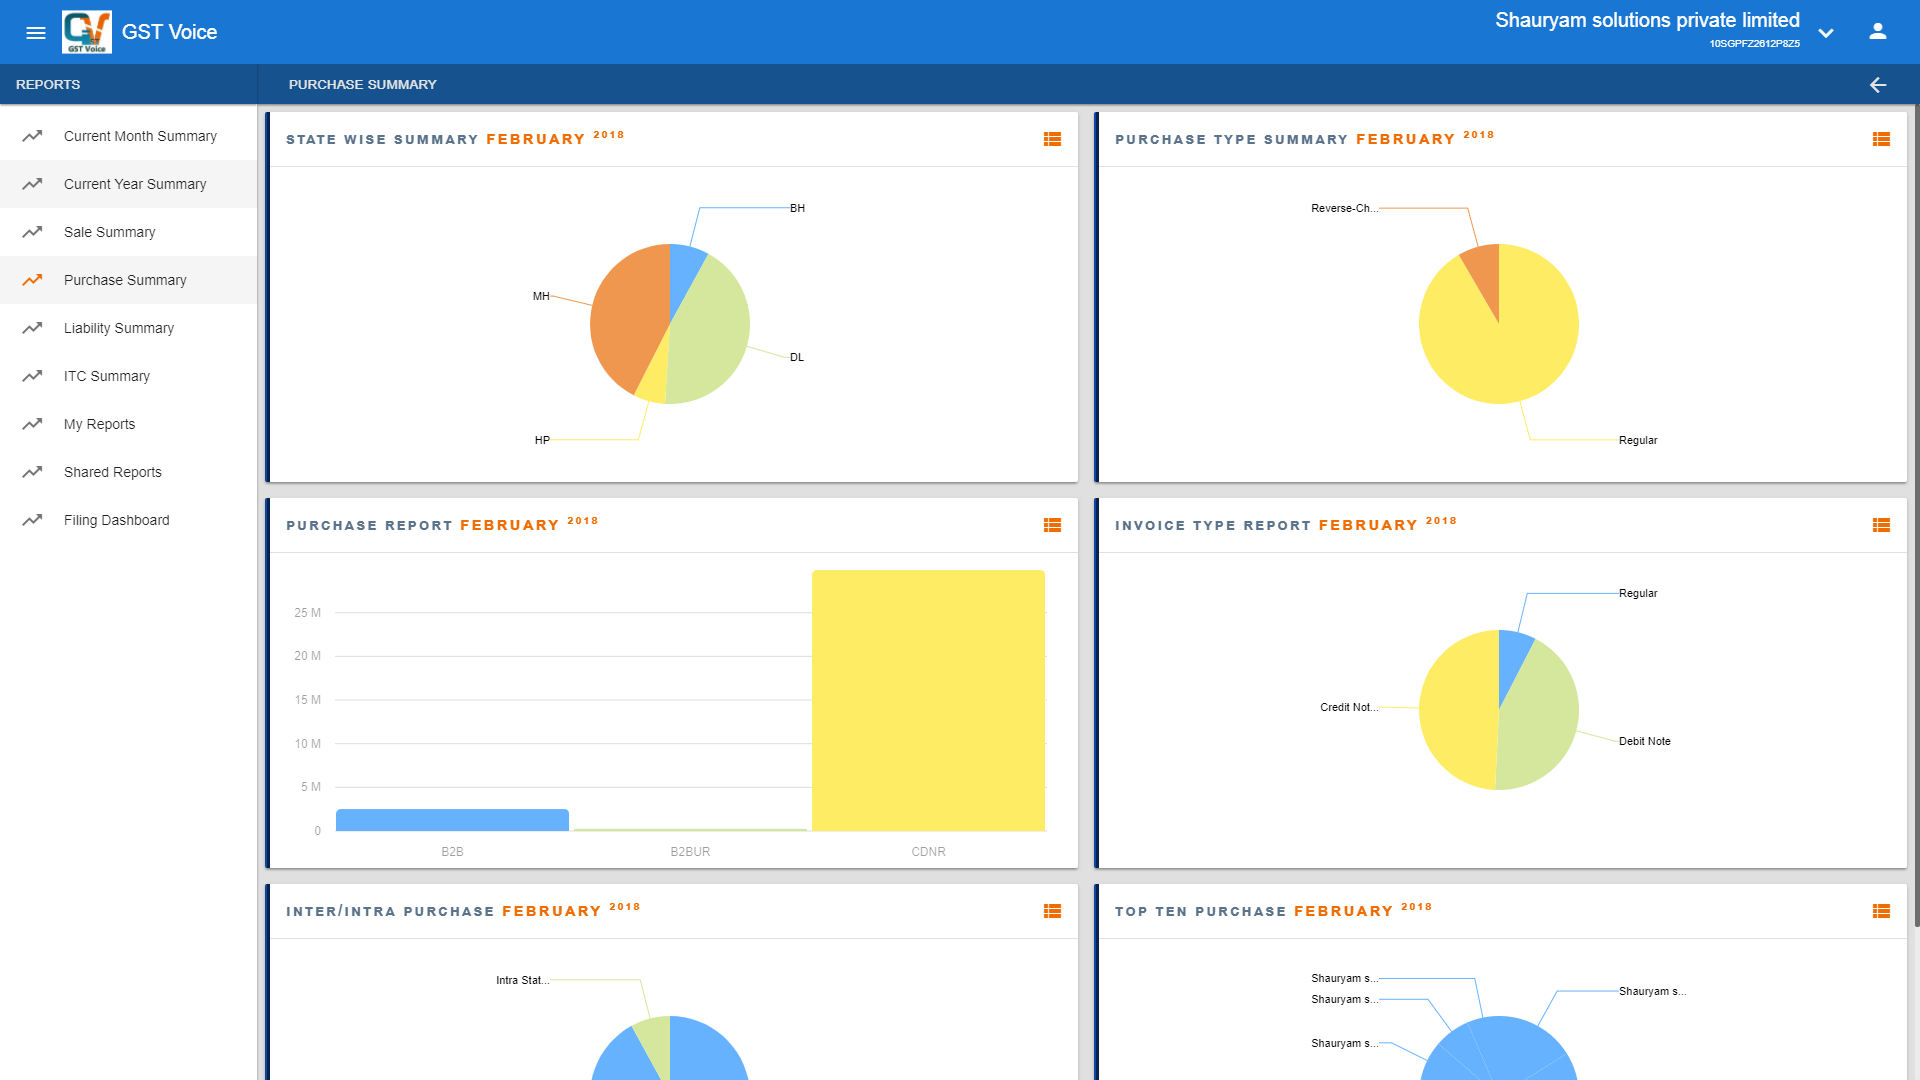 GST Voice
GST Voice
Shauryam solutions private limited
10SGPFZ2612P8Z5
REPORTS
Current Month Summary
Current Year Summary
Sale Summary
Purchase Summary
Liability Summary
ITC Summary
My Reports
Shared Reports
Filing Dashboard
PURCHASE SUMMARY
STATE WISE SUMMARY FEBRUARY 2018
BH
MH
DL
HP
PURCHASE TYPE SUMMARY FEBRUARY 2018
Reverse-Ch...
Regular
PURCHASE REPORT FEBRUARY 2018
25 M
20 M
15 M
10 M
5 M
0
B2B B2BUR CDNR
INVOICE TYPE REPORT FEBRUARY 2018
Regular
Credit Not...
Debit Note
INTER/INTRA PURCHASE FEBRUARY 2018
Intra Stat...
TOP TEN PURCHASE FEBRUARY 2018
Shauryam s...
Shauryam s...
Shauryam s...
Shauryam s...